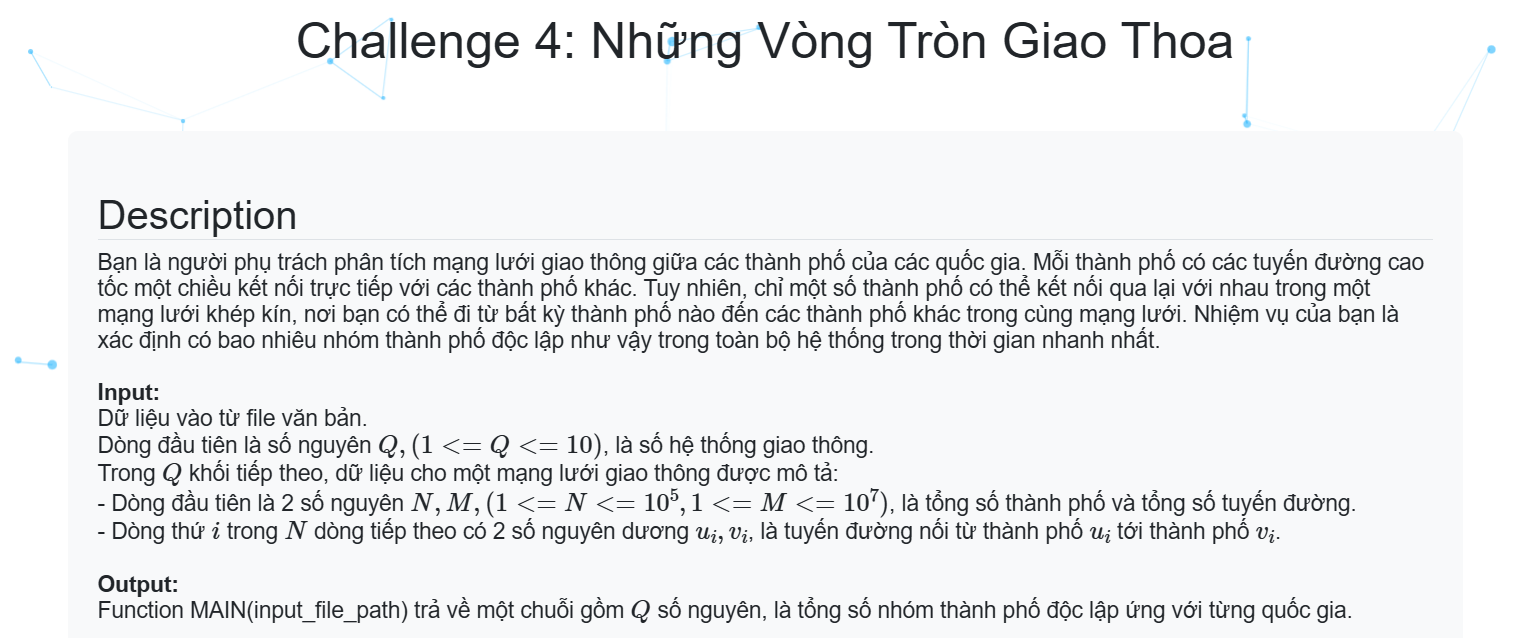 Challenge 4: Những Vòng Tròn Giao Thoa
Description
Bạn là người phụ trách phân tích mạng lưới giao thông giữa các thành phố của các quốc gia. Mỗi thành phố có các tuyến đường cao
tốc một chiều kết nối trực tiếp với các thành phố khác. Tuy nhiên, chỉ một số thành phố có thể kết nối qua lại với nhau trong một
mạng lưới khép kín, nơi bạn có thể đi từ bất kỳ thành phố nào đến các thành phố khác trong cùng mạng lưới. Nhiệm vụ của bạn là
xác định có bao nhiêu nhóm thành phố độc lập như vậy trong toàn bộ hệ thống trong thời gian nhanh nhất.
Input:
Dữ liệu vào từ file văn bản.
Dòng đầu tiên là số nguyên Q, (1 <= Q <= 10), là số hệ thống giao thông.
Trong Q khối tiếp theo, dữ liệu cho một mạng lưới giao thông được mô tả:
- Dòng đầu tiên là 2 số nguyên N, M, (1 <= N <= 10⁵, 1 <= M <= 10⁷), là tổng số thành phố và tổng số tuyến đường.
- Dòng thứ i trong N dòng tiếp theo có 2 số nguyên dương uᵢ, vᵢ, là tuyến đường nối từ thành phố uᵢ tới thành phố vᵢ.
Output:
Function MAIN(input_file_path) trả về một chuỗi gồm Q số nguyên, là tổng số nhóm thành phố độc lập ứng với từng quốc gia.